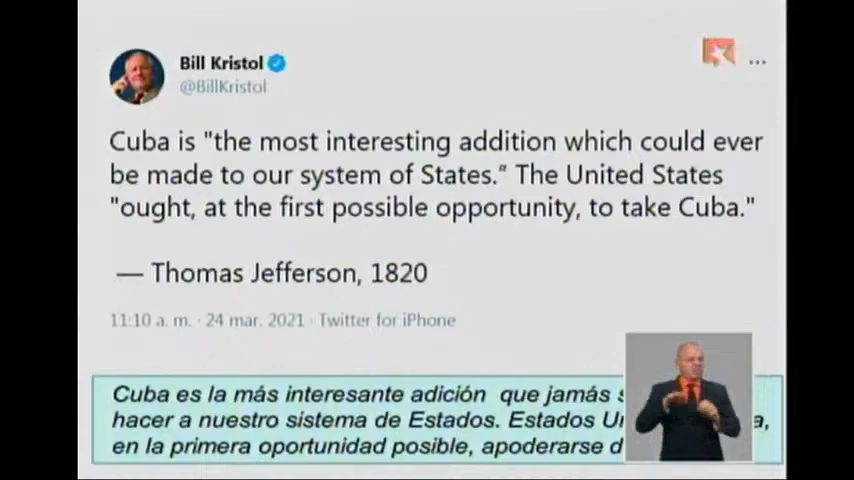 Bill Kristol
@BillKristol
Cuba is "the most interesting addition which could ever
be made to our system of States.” The United States
"ought, at the first possible opportunity, to take Cuba."
— Thomas Jefferson, 1820
11:10 a. m. · 24 mar. 2021 · Twitter for iPhone
Cuba es la más interesante adición que jamás
hacer a nuestro sistema de Estados. Estados
en la primera oportunidad posible, apoderarse